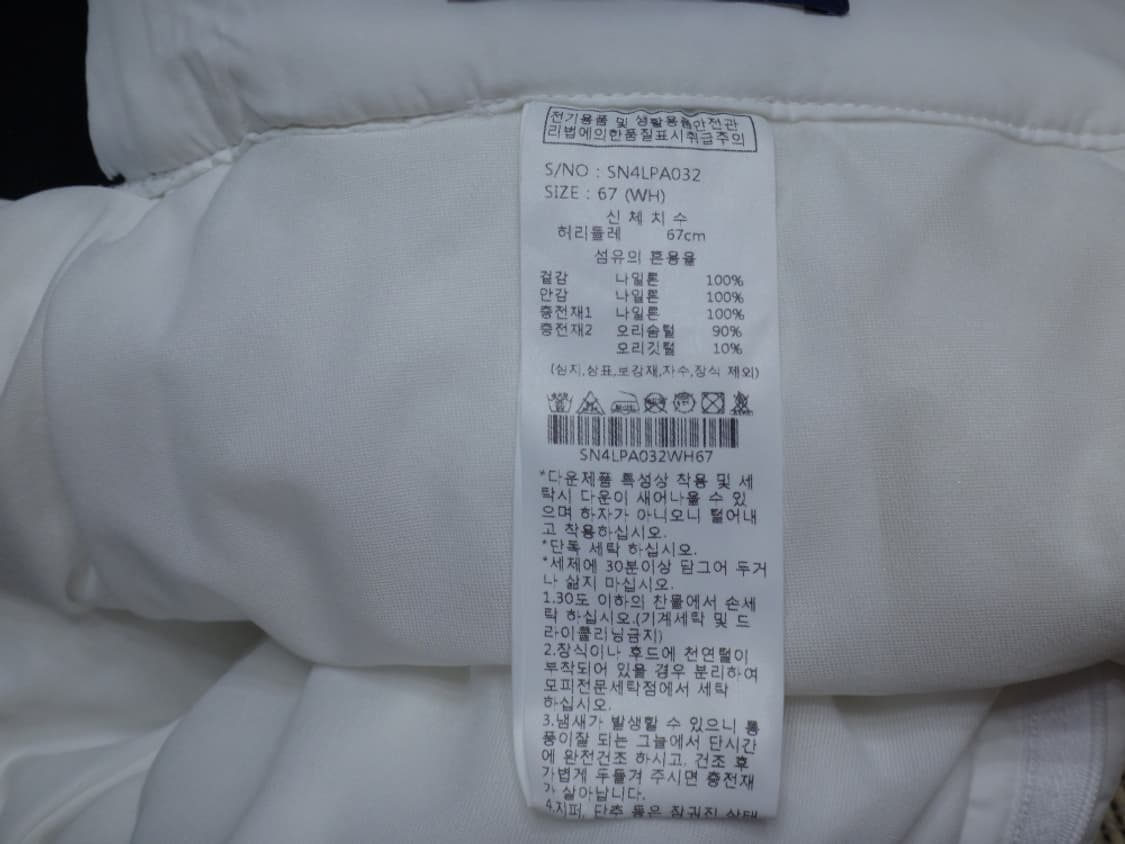 전기용품 및 생활용품안전관
리법에의한품질표시취급주의
S/NO : SN4LPA032
SIZE : 67 (WH)
신 체 치 수
허리둘레 67cm
섬유의 혼용율
겉감 나일론 100%
안감 나일론 100%
충전재1 나일론 100%
충전재2 오리솜털 90%
오리깃털 10%
(심지,상표,보강재,자수,장식 제외)
SN4LPA032WH67
*다운제품 특성상 착용 및 세
탁시 다운이 새어나올 수 있
으며 하자가 아니오니 털어내
고 착용하십시오.
*단독 세탁 하십시오.
*세제에 30분이상 담그어 두거
나 삶지 마십시오.
1.30도 이하의 찬물에서 손세
탁 하십시오.(기계세탁 및 드
라이클리닝금지)
2.장식이나 후드에 천연털이
부착되어 있을 경우 분리하여
모피전문세탁점에서 세탁
하십시오.
3.냄새가 발생할 수 있으니 통
풍이잘 되는 그늘에서 단시간
에 완전건조 하시고, 건조 후
가볍게 두들겨 주시면 충전재
가 살아납니다.
4.지퍼, 단추 등은 잠궈진 상태